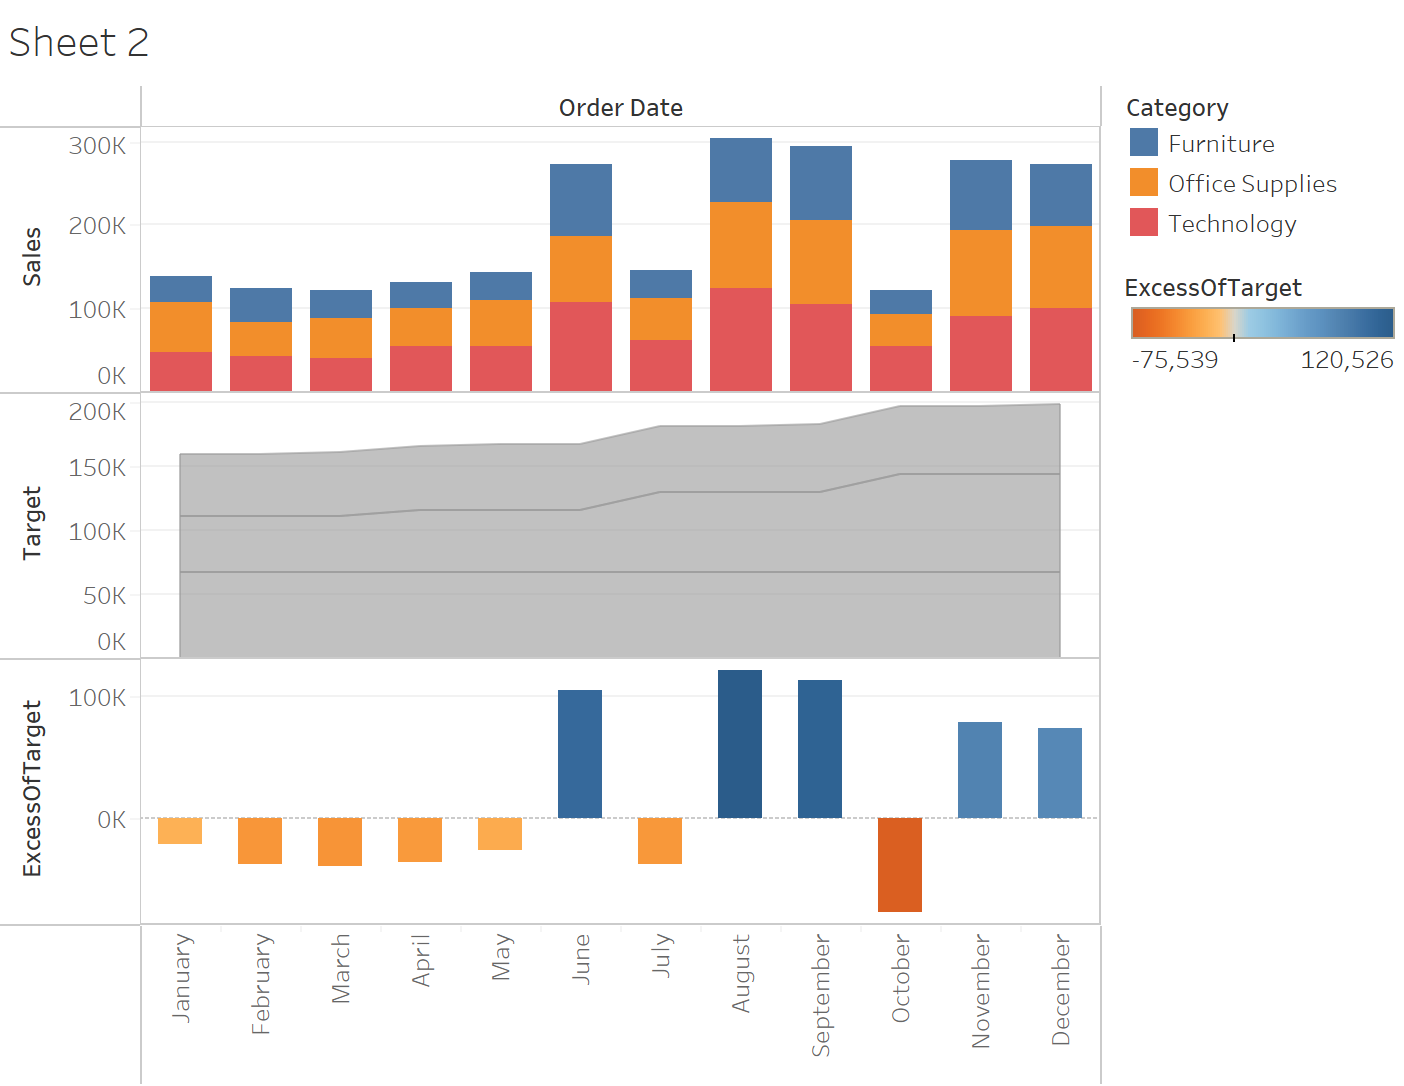 Sheet 2
Order Date
Sales
300K
200K
100K
0K
Target
200K
150K
100K
50K
0K
ExcessOfTarget
100K
0K
January
February
March
April
May
June
July
August
September
October
November
December
Category
Furniture
Office Supplies
Technology
ExcessOfTarget
-75,539 120,526